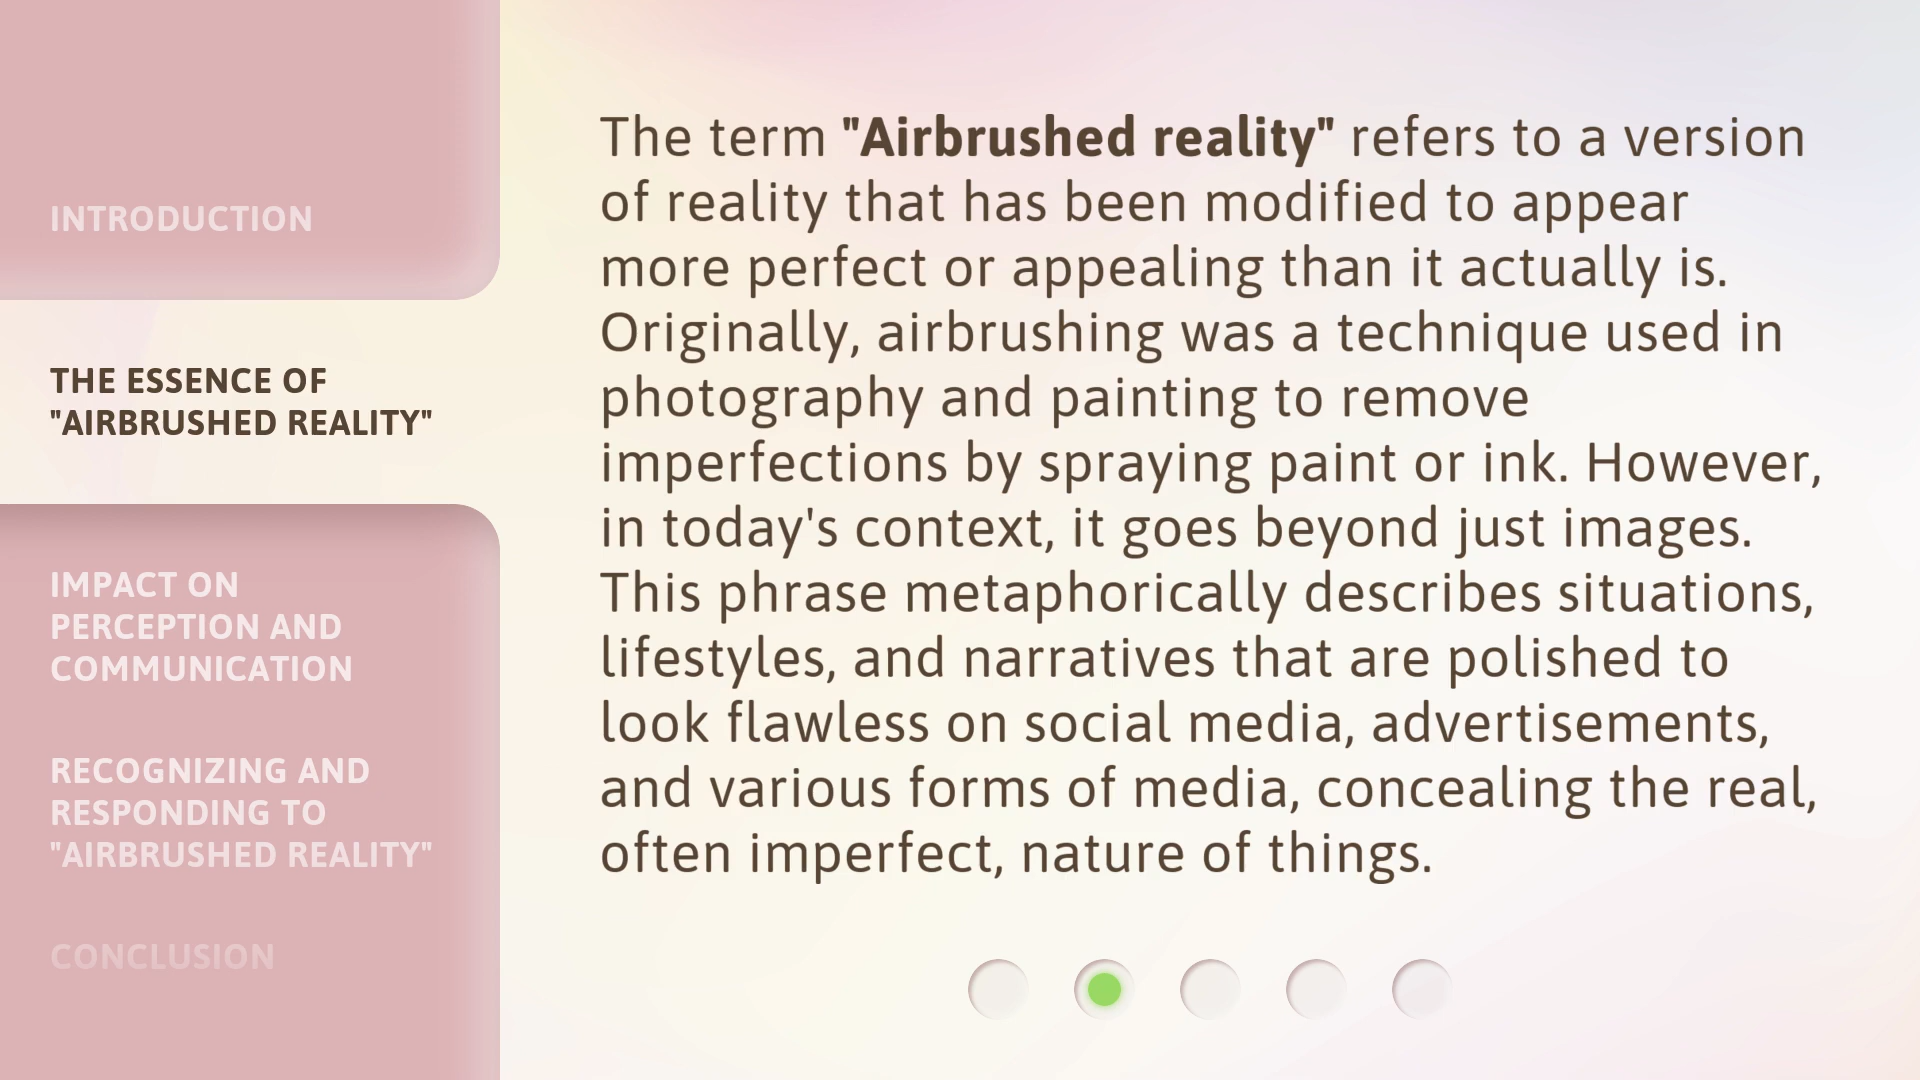 INTRODUCTION
THE ESSENCE OF
"AIRBRUSHED REALITY"
IMPACT ON
PERCEPTION AND
COMMUNICATION
RECOGNIZING AND
RESPONDING TO
"AIRBRUSHED REALITY"
CONCLUSION
The term "Airbrushed reality" refers to a version
of reality that has been modified to appear
more perfect or appealing than it actually is.
Originally, airbrushing was a technique used in
photography and painting to remove
imperfections by spraying paint or ink. However,
in today's context, it goes beyond just images.
This phrase metaphorically describes situations,
lifestyles, and narratives that are polished to
look flawless on social media, advertisements,
and various forms of media, concealing the real,
often imperfect, nature of things.